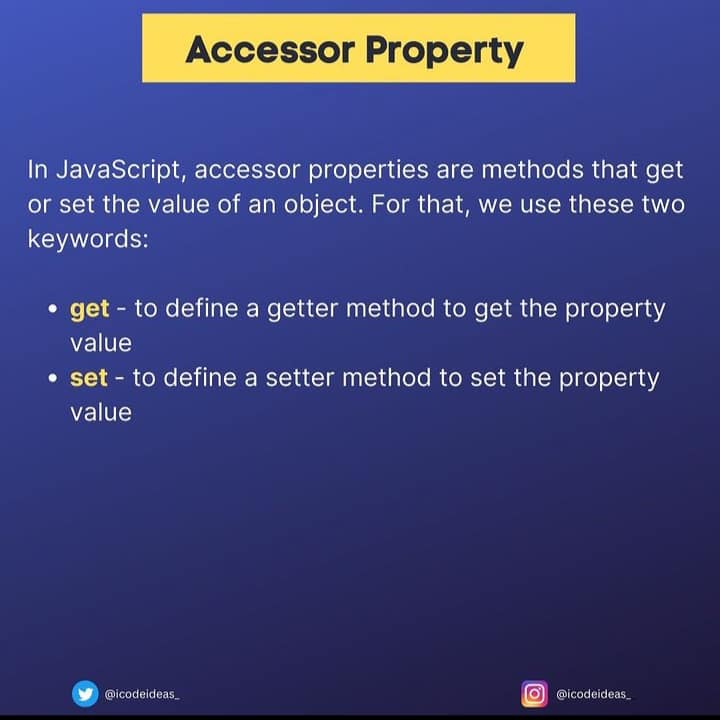 Accessor Property
In JavaScript, accessor properties are methods that get
or set the value of an object. For that, we use these two
keywords:
• get - to define a getter method to get the property
value
• set - to define a setter method to set the property
value
@icodeideas_
@icodeideas_